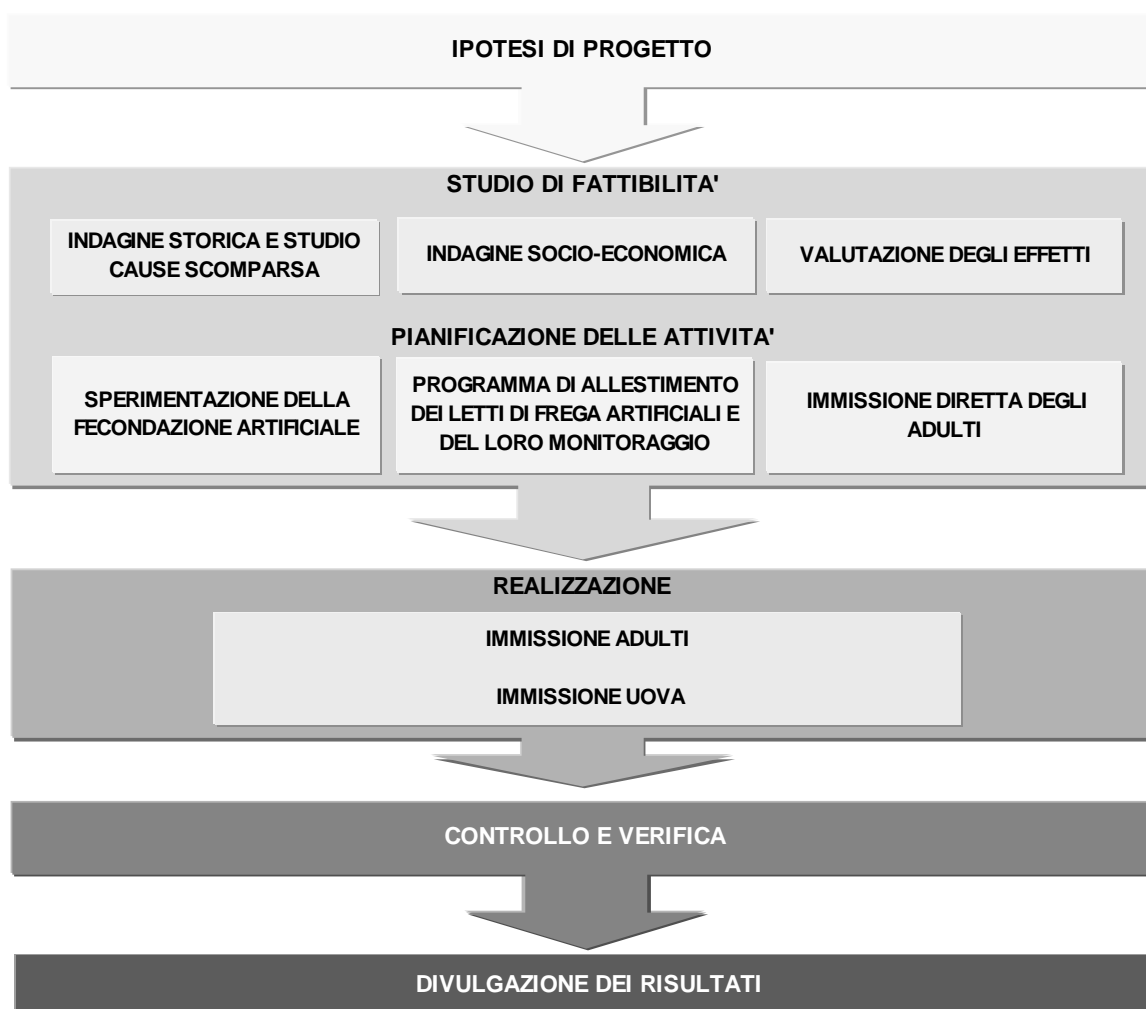 IPOTESI DI PROGETTO
STUDIO DI FATTIBILITA'
INDAGINE STORICA E STUDIO
CAUSE SCOMPARSA
INDAGINE SOCIO-ECONOMICA
VALUTAZIONE DEGLI EFFETTI
PIANIFICAZIONE DELLE ATTIVITA'
SPERIMENTAZIONE DELLA
FECONDAZIONE ARTIFICIALE
PROGRAMMA DI ALLESTIMENTO
DEI LETTI DI FREGA ARTIFICIALI E
DEL LORO MONITORAGGIO
IMMISSIONE DIRETTA DEGLI
ADULTI
REALIZZAZIONE
IMMISSIONE ADULTI
IMMISSIONE UOVA
CONTROLLO E VERIFICA
DIVULGAZIONE DEI RISULTATI